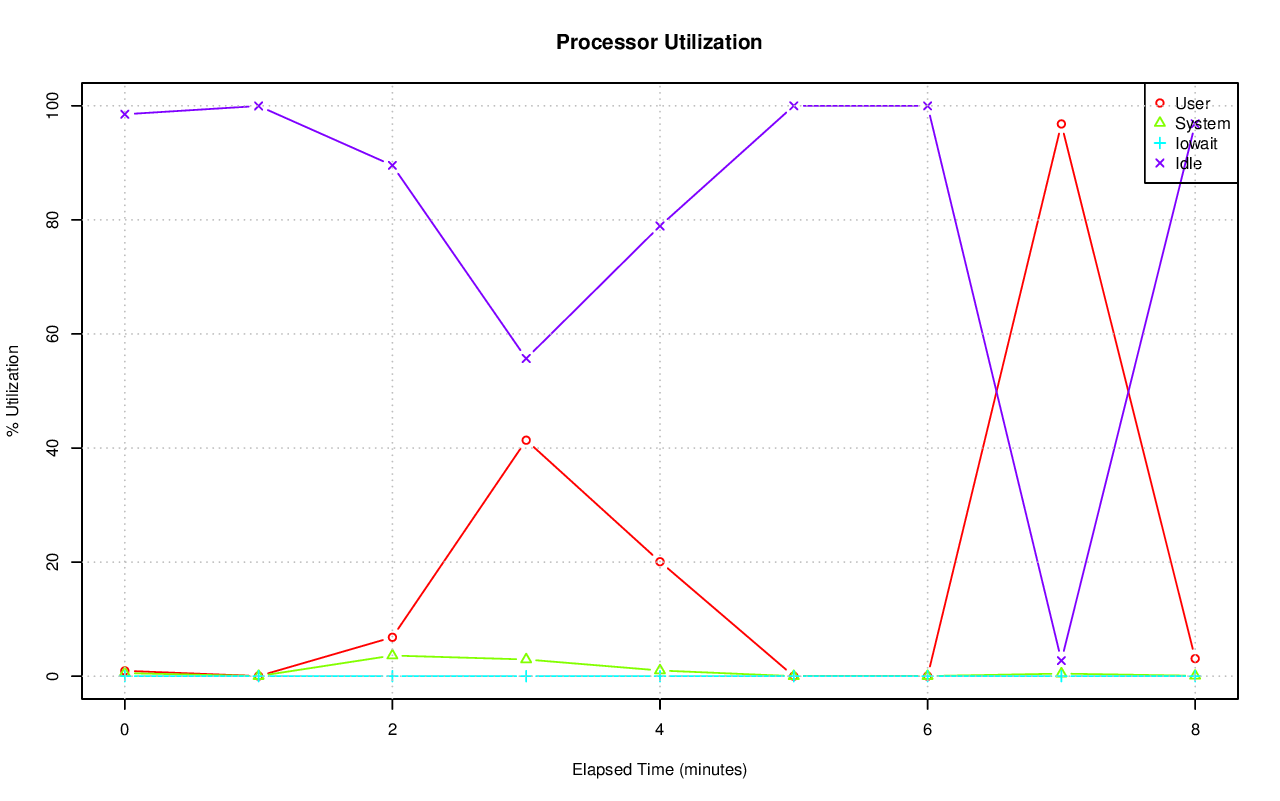 Processor Utilization
% Utilization
100
80
60
40
20
0
User
System
Iowait
Idle
0 2 4 6 8
Elapsed Time (minutes)